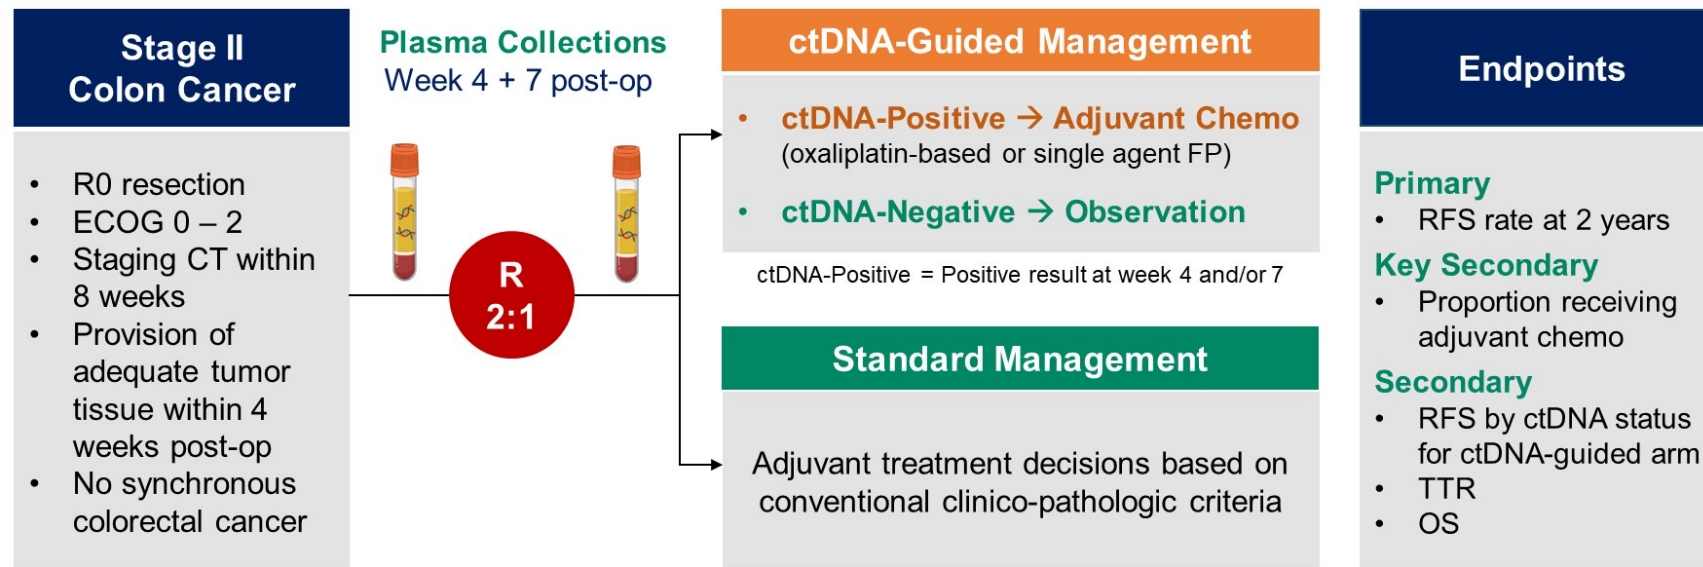 Stage II
Colon Cancer
• R0 resection
• ECOG 0 – 2
• Staging CT within
8 weeks
• Provision of
adequate tumor
tissue within 4
weeks post-op
• No synchronous
colorectal cancer
Plasma Collections
Week 4 + 7 post-op
R
2:1
ctDNA-Guided Management
• ctDNA-Positive → Adjuvant Chemo
(oxaliplatin-based or single agent FP)
• ctDNA-Negative → Observation
ctDNA-Positive = Positive result at week 4 and/or 7
Standard Management
Adjuvant treatment decisions based on
conventional clinico-pathologic criteria
Endpoints
Primary
• RFS rate at 2 years
Key Secondary
• Proportion receiving
adjuvant chemo
Secondary
• RFS by ctDNA status
for ctDNA-guided arm
• TTR
• OS